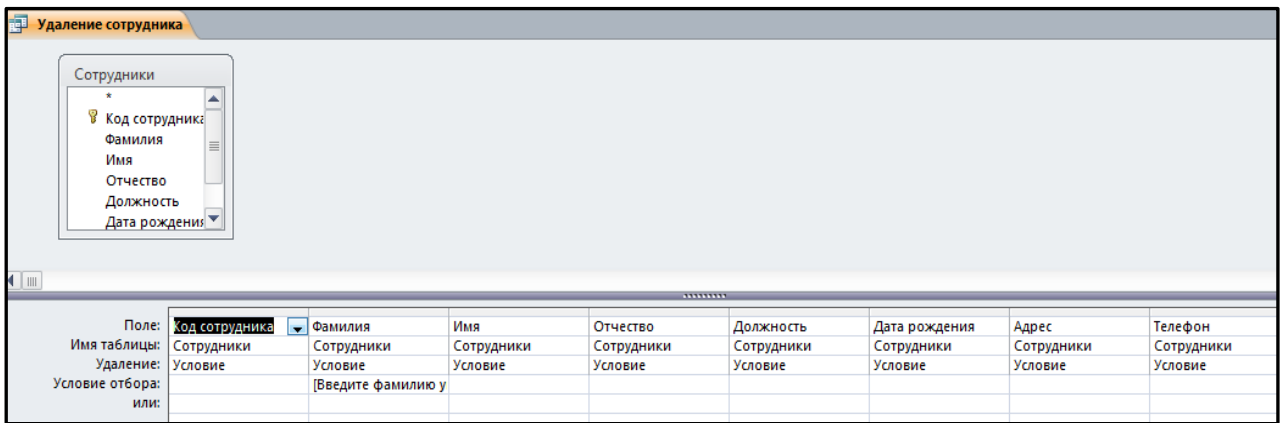 Удаление сотрудника
Сотрудники
*
Код сотрудника
Фамилия
Имя
Отчество
Должность
Дата рождения
Поле: Код сотрудника Фамилия Имя Отчество Должность Дата рождения Адрес Телефон
Имя таблицы: Сотрудники Сотрудники Сотрудники Сотрудники Сотрудники Сотрудники Сотрудники Сотрудники
Удаление: Условие Условие Условие Условие Условие Условие Условие Условие
Условие отбора: [Введите фамилию у
или: